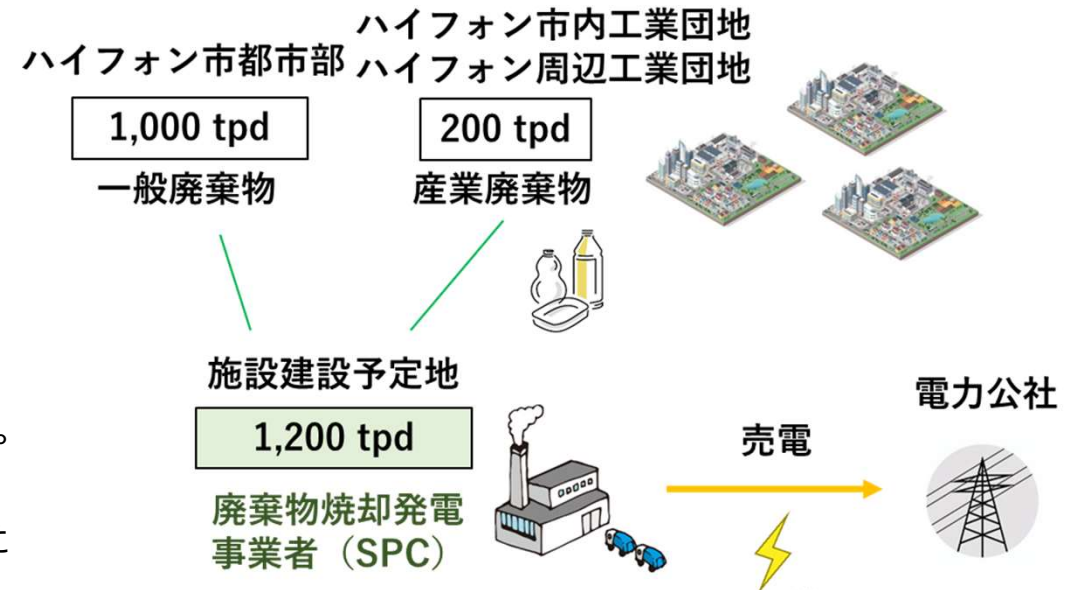 ハイフォン市都市部
1,000 tpd
一般廃棄物
ハイフォン市内工業団地
ハイフォン周辺工業団地
200 tpd
産業廃棄物
施設建設予定地
1,200 tpd
廃棄物焼却発電
事業者（SPC）
売電
電力公社
。
に